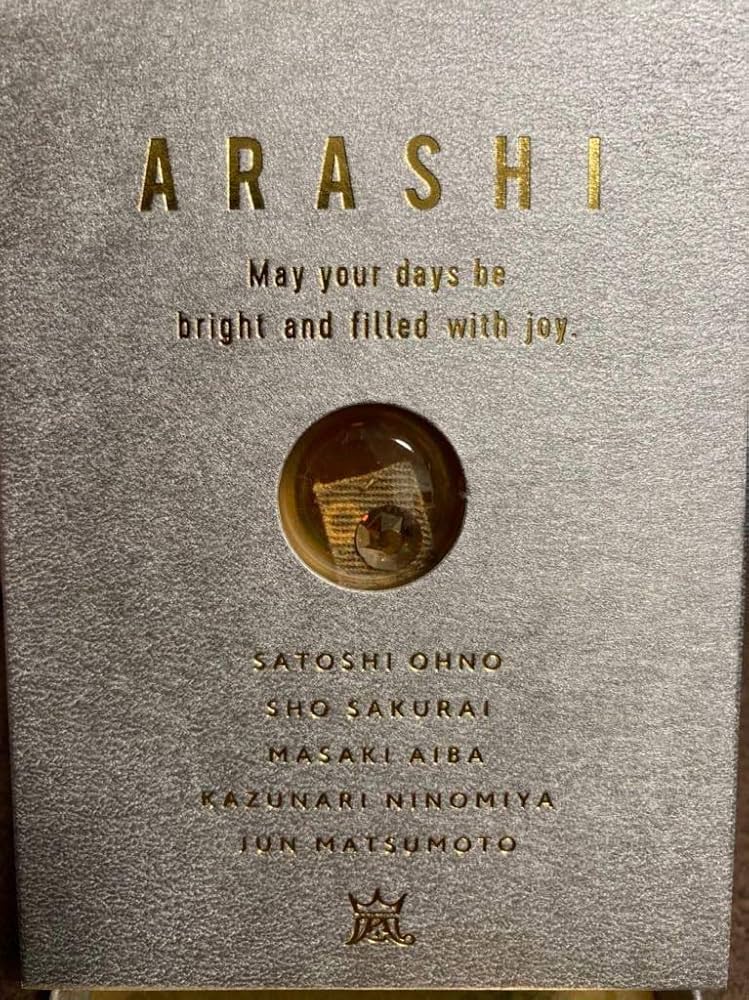 ARASHI
May your days be
bright and filled with joy.
SATOSHI OHNO
SHO SAKURAI
MASAKI AIBA
KAZUNARI NINOMIYA
JUN MATSUMOTO